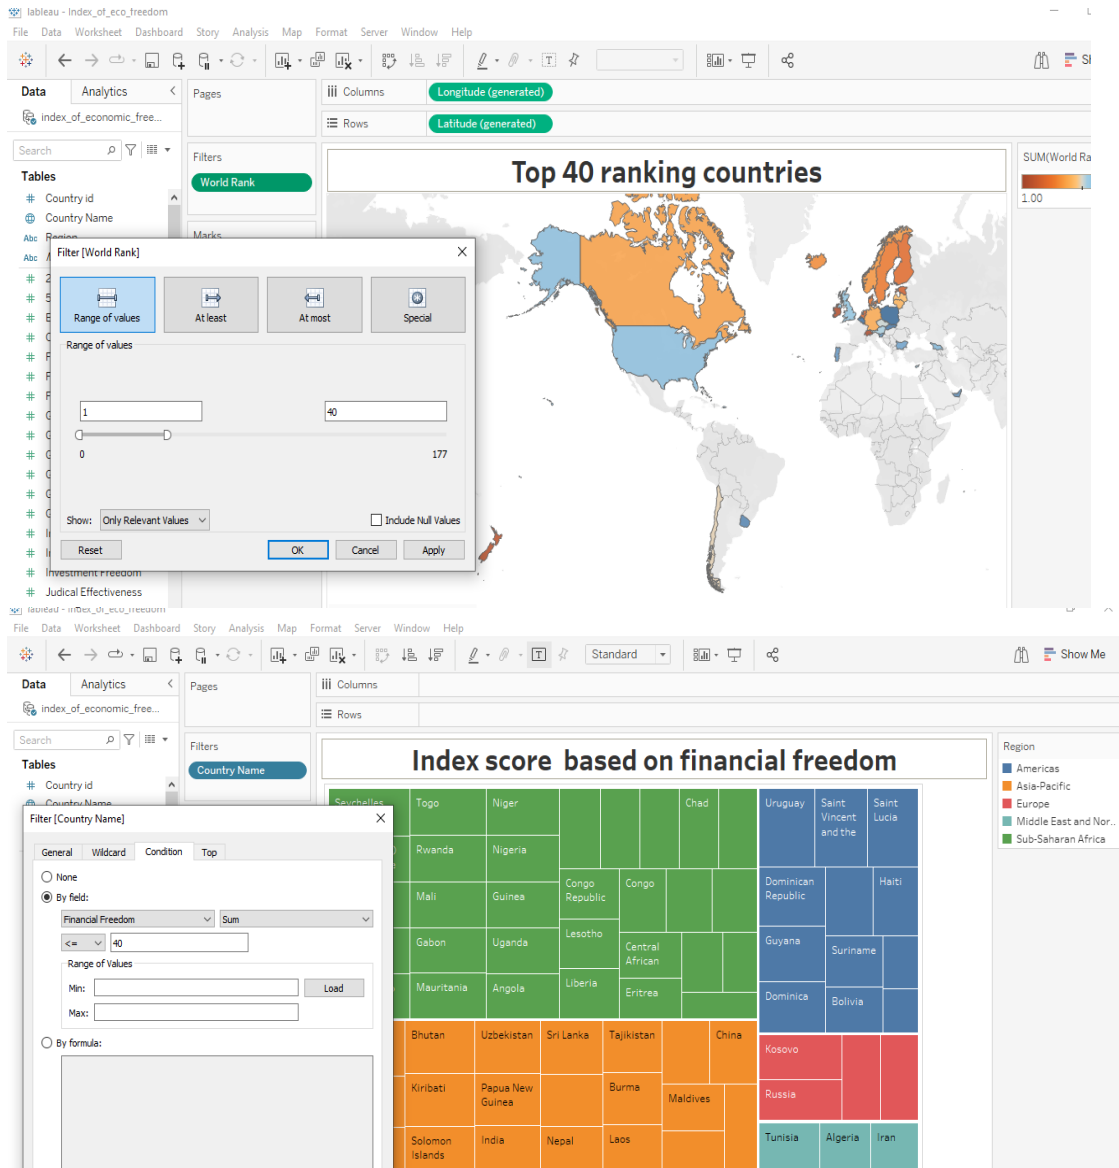 Tableau - Index_of_eco_freedom
File Data Worksheet Dashboard Story Analysis Map Format Server Window Help
Data Analytics
Pages
Columns
Longitude (generated)
index_of_economic_free...
Rows
Latitude (generated)
Search
Filters
World Rank
Top 40 ranking countries
SUM(World Ra
1.00
Tables
# Country id
Country Name
Abc Region
Abc
Marks
Filter [World Rank]
Range of values
At least
At most
Special
Range of values
1
40
0
177
Show: Only Relevant Values
Include Null Values
Reset
OK
Cancel
Apply
# Investment Freedom
# Judical Effectiveness
Tableau - Index_of_eco_freedom
File Data Worksheet Dashboard Story Analysis Map Format Server Window Help
Standard
Show Me
Data Analytics
Pages
Columns
index_of_economic_free...
Rows
Search
Filters
Country Name
Index score based on financial freedom
Region
Americas
Asia-Pacific
Europe
Middle East and Nor..
Sub-Saharan Africa
Tables
# Country id
Country Name
Filter [Country Name]
General Wildcard Condition Top
None
By field:
Financial Freedom
Sum
<=
40
Range of Values
Min:
Load
Max:
By formula:
Seychelles
Togo
Niger
Chad
Rwanda
Nigeria
Mali
Guinea
Congo
Republic
Congo
Gabon
Uganda
Lesotho
Central
African
Mauritania
Angola
Liberia
Eritrea
Uruguay
Saint
Vincent
and the
Saint
Lucia
Dominican
Republic
Haiti
Guyana
Suriname
Dominica
Bolivia
Bhutan
Uzbekistan
Sri Lanka
Tajikistan
China
Kiribati
Papua New
Guinea
Burma
Maldives
Solomon
Islands
India
Nepal
Laos
Kosovo
Russia
Tunisia
Algeria
Iran